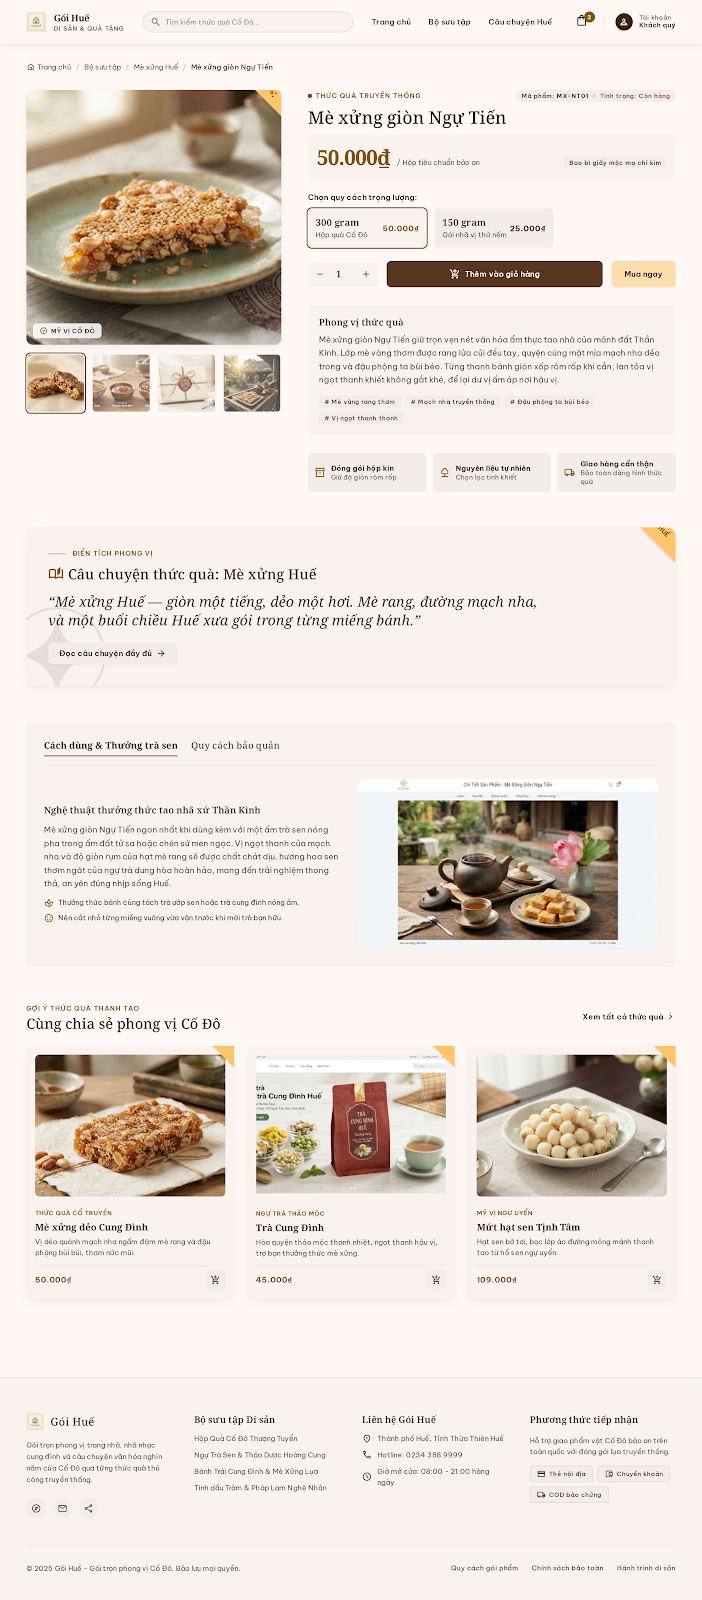 Gói Huế
DI SẢN & QUÀ TẶNG
Tìm kiếm thức quà Cố Đô...
Trang chủ
Bộ sưu tập
Câu chuyện Huế
2
Tài khoản
Khách quý
Trang chủ / Bộ sưu tập / Mè xửng Huế / Mè xửng giòn Ngự Tiến
MỸ VỊ CỐ ĐÔ
THỨC QUÀ TRUYỀN THỐNG
Mã phẩm: MX-NT01 - Tình trạng: Còn hàng
Mè xửng giòn Ngự Tiến
50.000₫ / Hộp tiêu chuẩn bảo an
Bao bì giấy mộc mạ chỉ kim
Chọn quy cách trọng lượng:
300 gram
Hộp quà Cố Đô
50.000₫
150 gram
Gói nhã vị thử nếm
25.000₫
1
Thêm vào giỏ hàng
Mua ngay
Phong vị thức quà
Mè xửng giòn Ngự Tiến giữ trọn vẹn nét văn hóa ẩm thực tao nhã của mảnh đất Thần
Kinh. Lớp mè vàng thơm được rang lửa củi đều tay, quyện cùng mật mía mạch nha dẻo
trong và đậu phộng ta bùi béo. Từng thanh bánh giòn xốp rôm rốp khi cắn, lan tỏa vị
ngọt thanh khiết không gắt khé, để lại dư vị ấm áp nơi hậu vị.
# Mè vàng rang thơm
# Mạch nha truyền thống
# Đậu phộng ta bùi béo
# Vị ngọt thanh thanh
Đóng gói hộp kín
Giữ độ giòn rôm rốp
Nguyên liệu tự nhiên
Chọn lọc tinh khiết
Giao hàng cẩn thận
Bảo toàn dáng hình thức
quà
ĐIỂN TÍCH PHONG VỊ
HUẾ
Câu chuyện thức quà: Mè xửng Huế
“Mè xửng Huế — giòn một tiếng, dẻo một hơi. Mè rang, đường mạch nha,
và một buổi chiều Huế xưa gói trong từng miếng bánh.”
Đọc câu chuyện đầy đủ
Cách dùng & Thưởng trà sen
Quy cách bảo quản
Nghệ thuật thưởng thức tao nhã xứ Thần Kinh
Mè xửng giòn Ngự Tiến ngon nhất khi dùng kèm với một ấm trà sen nóng
pha trong ấm đất tử sa hoặc chén sứ men ngọc. Vị ngọt thanh của mạch
nha và độ giòn rụm của hạt mè rang sẽ được chất chát dịu, hương hoa sen
thơm ngát của ngự trà dung hòa hoàn hảo, mang đến trải nghiệm thong
thả, an yên đúng nhịp sống Huế.
Thưởng thức bánh cùng tách trà ướp sen hoặc trà cung đình nóng ấm.
Nên cắt nhỏ từng miếng vuông vừa vặn trước khi mời trà bạn hữu.
Chi Tiết Sản Phẩm - Mè Xửng Giòn Ngự Tiến
GỢI Ý THỨC QUÀ THANH TAO
Cùng chia sẻ phong vị Cố Đô
Xem tất cả thức quà
THỨC QUÀ CỔ TRUYỀN
Mè xửng dẻo Cung Đình
Vị dẻo quánh mạch nha ngấm đậm mè rang và đậu
phộng bùi bùi, thơm nức mũi.
50.000₫
trà
trà Cung Đình Huế
TRÀ
CUNG ĐÌNH
HUẾ
NGỰ TRÀ THẢO MỘC
Trà Cung Đình
Hòa quyện thảo mộc thanh nhiệt, ngọt thanh hậu vị,
trợ bạn thưởng thức mè xửng.
45.000₫
MỸ VỊ NGỰ UYỂN
Mứt hạt sen Tịnh Tâm
Hạt sen bở tơi, bọc lớp áo đường mỏng mảnh thanh
tao từ hồ sen ngự uyển.
109.000₫
Gói Huế
Gói trọn phong vị trang nhã, nhã nhạc
cung đình và câu chuyện văn hóa nghìn
năm của Cố Đô qua từng thức quà thủ
công truyền thống.
Bộ sưu tập Di sản
Hộp Quà Cố Đô Thượng Tuyển
Ngự Trà Sen & Thảo Dược Hoàng Cung
Bánh Trái Cung Đình & Mè Xửng Lụa
Tinh dầu Tràm & Pháp Lam Nghệ Nhân
Liên hệ Gói Huế
Thành phố Huế, Tỉnh Thừa Thiên Huế
Hotline: 0234 388 9999
Giờ mở cửa: 08:00 - 21:00 hàng
ngày
Phương thức tiếp nhận
Hỗ trợ giao phẩm vật Cố Đô bảo an trên
toàn quốc với đóng gói lụa truyền thống.
Thẻ nội địa
Chuyển khoản
COD bảo chứng
© 2025 Gói Huế - Gói trọn phong vị Cố Đô. Bảo lưu mọi quyền.
Quy cách gói phẩm
Chính sách bảo toàn
Hành trình di sản